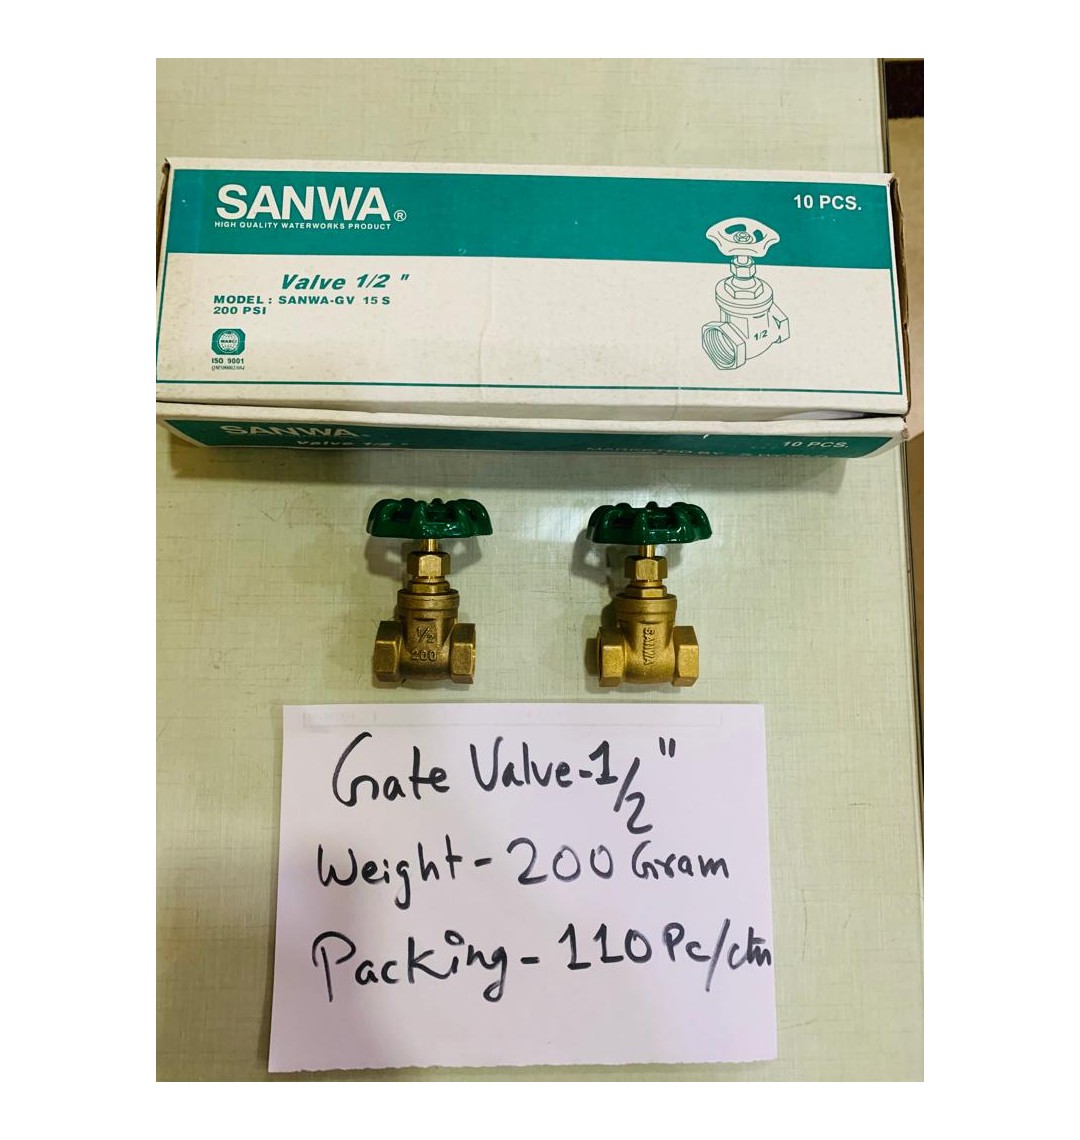 SANWA®
HIGH QUALITY WATERWORKS PRODUCT
10 PCS.
Valve 1/2 "
MODEL : SANWA-GV 15 S
200 PSI
1/2
ISO 9001
SANWA
Valve 1/2 "
10 PCS.
1/2
200
SANWA
Gate Valve-1/2"
Weight - 200 Gram
Packing - 110 Pc/ctn